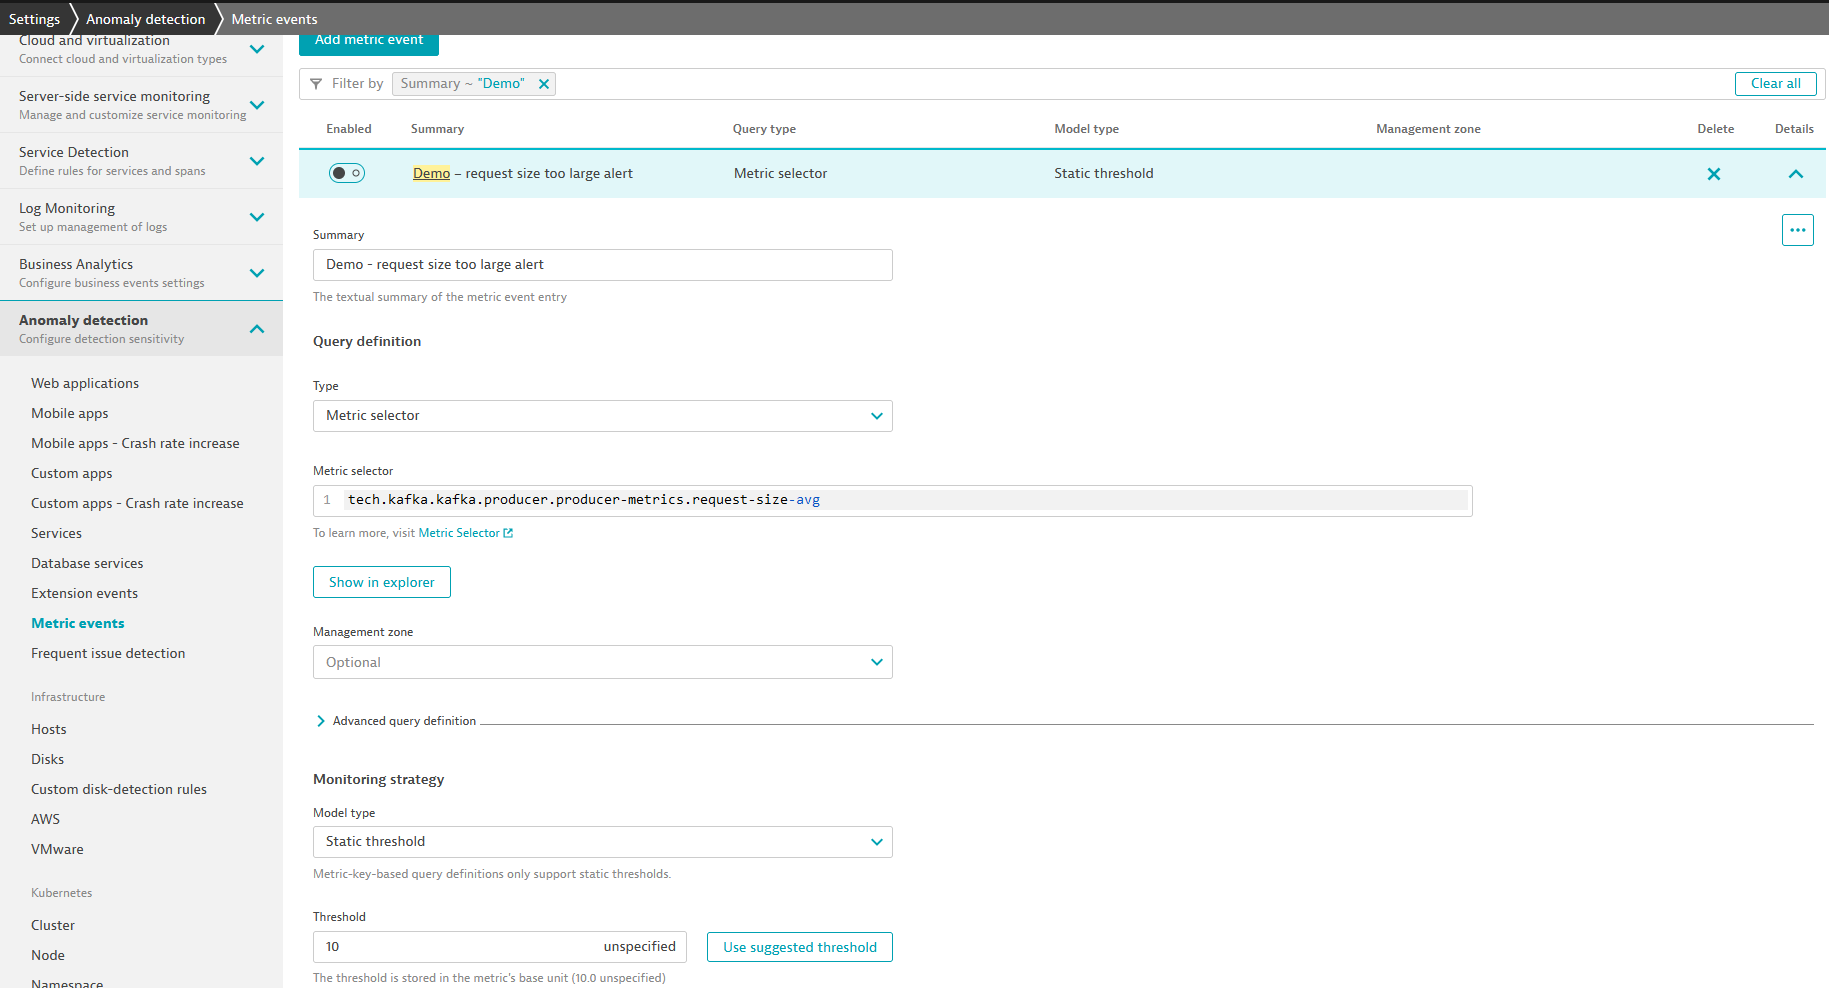 Settings
Anomaly detection
Metric events
Cloud and virtualization
Connect cloud and virtualization types
Server-side service monitoring
Manage and customize service monitoring
Service Detection
Define rules for services and spans
Log Monitoring
Set up management of logs
Business Analytics
Configure business events settings
Anomaly detection
Configure detection sensitivity
Web applications
Mobile apps
Mobile apps - Crash rate increase
Custom apps
Custom apps - Crash rate increase
Services
Database services
Extension events
Metric events
Frequent issue detection
Infrastructure
Hosts
Disks
Custom disk-detection rules
AWS
VMware
Kubernetes
Cluster
Node
Namespace
Add metric event
Filter by Summary ~ "Demo" Clear all
Enabled Summary Query type Model type Management zone Delete Details
Demo – request size too large alert Metric selector Static threshold
Summary
Demo - request size too large alert
The textual summary of the metric event entry
Query definition
Type
Metric selector
Metric selector
1 tech.kafka.kafka.producer.producer-metrics.request-size-avg
To learn more, visit Metric Selector
Show in explorer
Management zone
Optional
Advanced query definition
Monitoring strategy
Model type
Static threshold
Metric-key-based query definitions only support static thresholds.
Threshold
10 unspecified Use suggested threshold
The threshold is stored in the metric's base unit (10.0 unspecified)